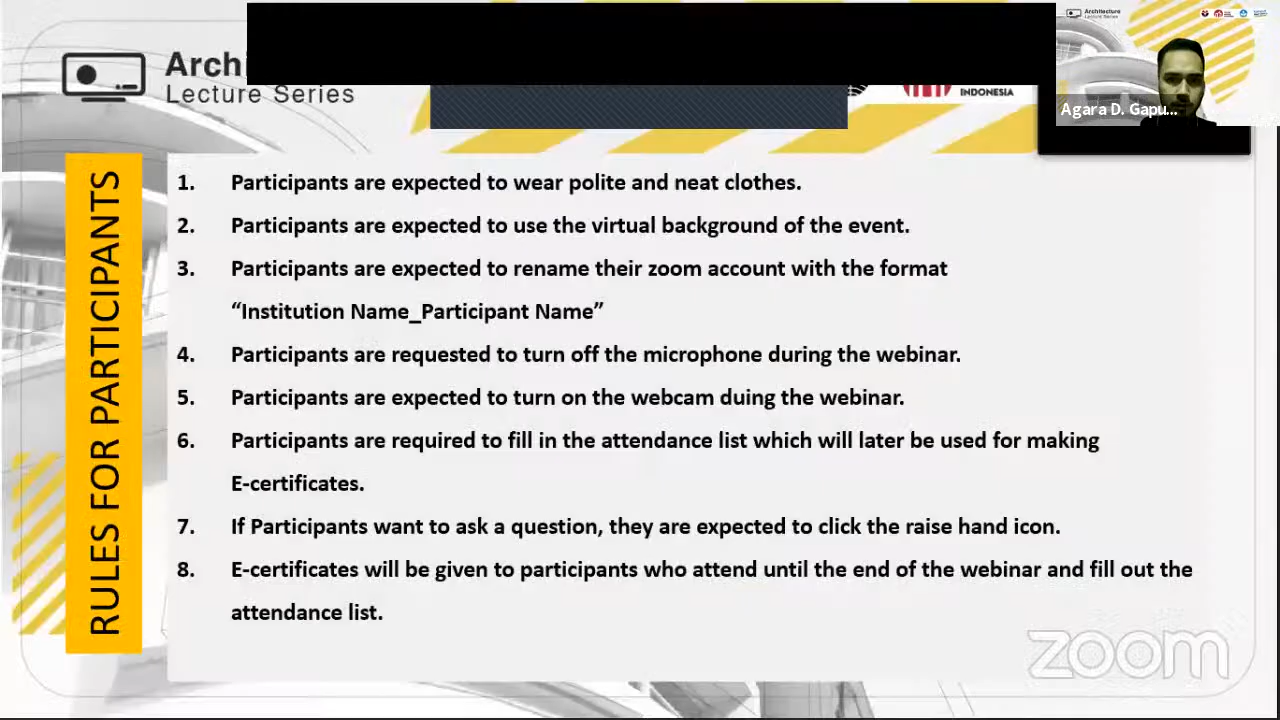 Architecture
Lecture Series
Archi
Lecture Series
INDONESIA
Agara D. Gapu...
RULES FOR PARTICIPANTS
1. Participants are expected to wear polite and neat clothes.
2. Participants are expected to use the virtual background of the event.
3. Participants are expected to rename their zoom account with the format
“Institution Name_Participant Name”
4. Participants are requested to turn off the microphone during the webinar.
5. Participants are expected to turn on the webcam duing the webinar.
6. Participants are required to fill in the attendance list which will later be used for making
E-certificates.
7. If Participants want to ask a question, they are expected to click the raise hand icon.
8. E-certificates will be given to participants who attend until the end of the webinar and fill out the
attendance list.
zoom